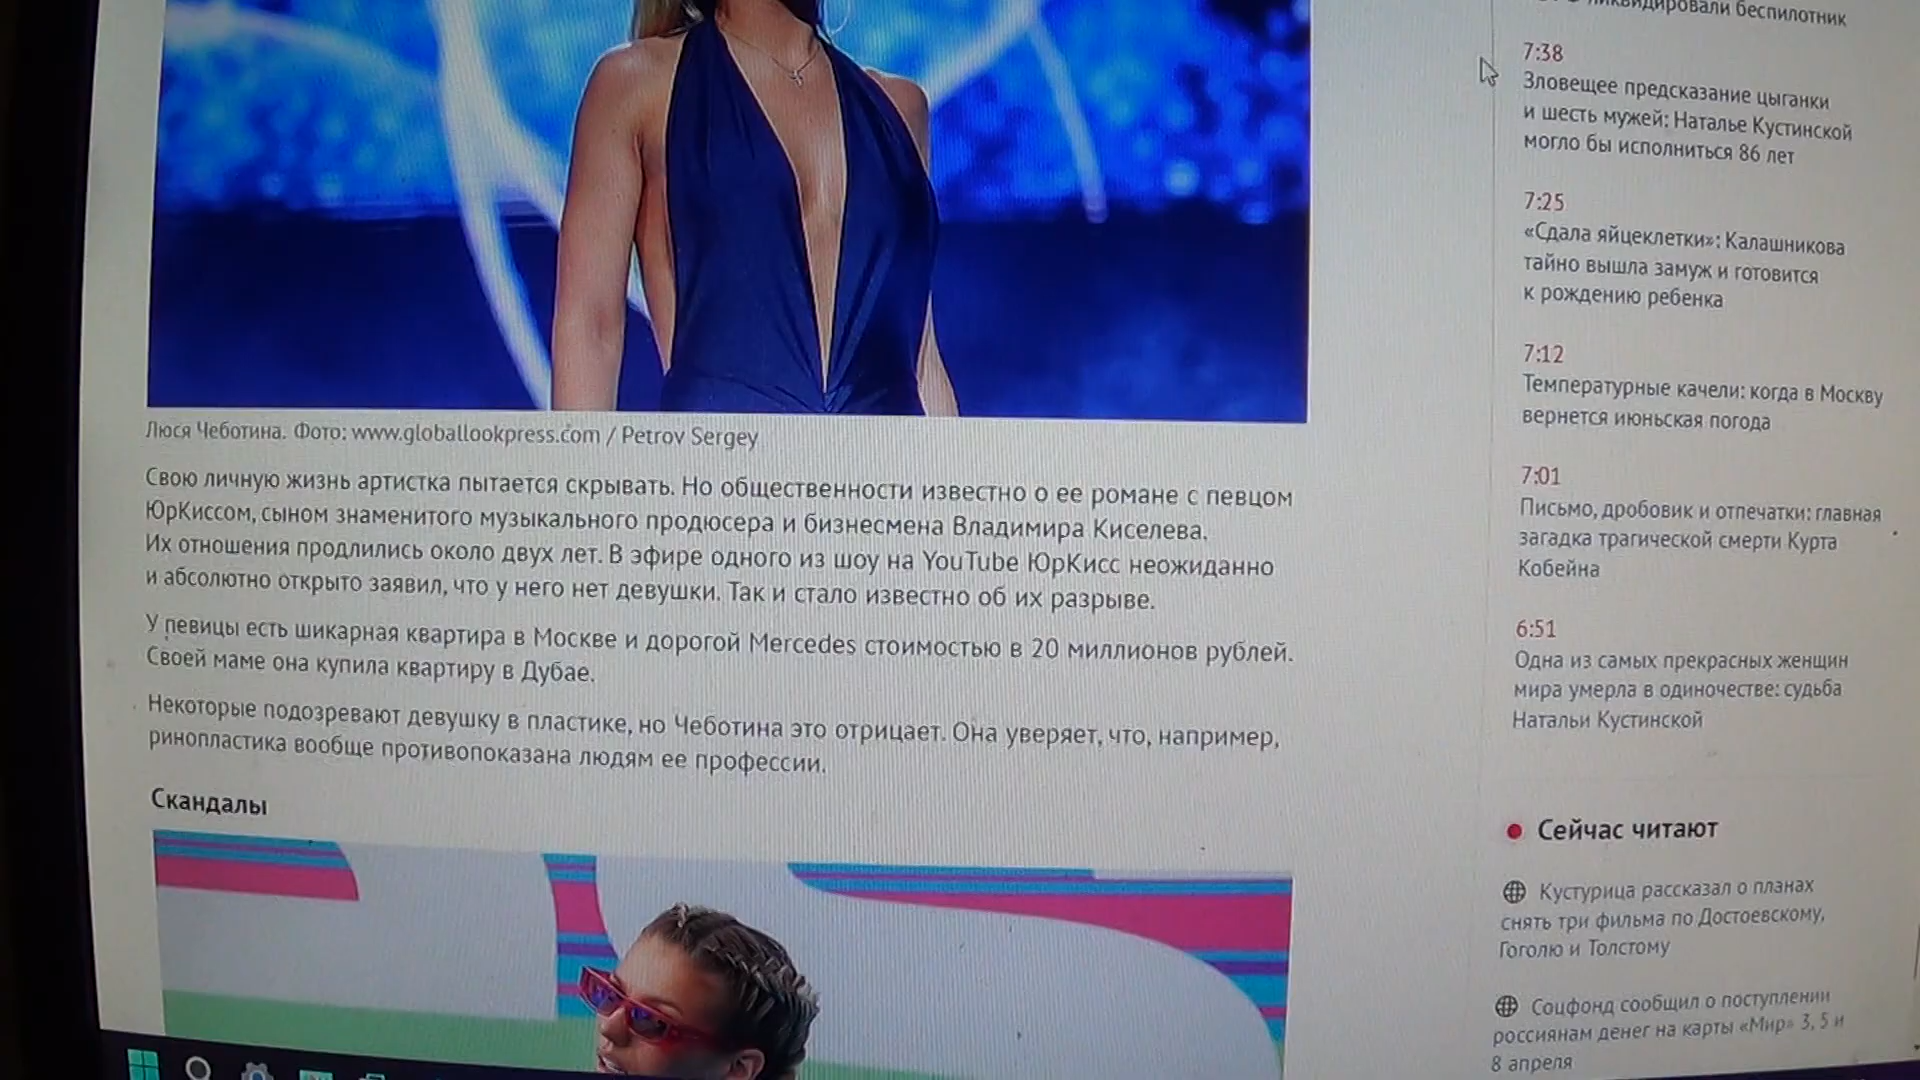 Люся Чеботина. Фото: www.globallookpress.com / Petrov Sergey
Свою личную жизнь артистка пытается скрывать. Но общественности известно о ее романе с певцом
ЮрКиссом, сыном знаменитого музыкального продюсера и бизнесмена Владимира Киселева.
Их отношения продлились около двух лет. В эфире одного из шоу на YouTube ЮрКисс неожиданно
и абсолютно открыто заявил, что у него нет девушки. Так и стало известно об их разрыве.
У певицы есть шикарная квартира в Москве и дорогой Mercedes стоимостью в 20 миллионов рублей.
Своей маме она купила квартиру в Дубае.
Некоторые подозревают девушку в пластике, но Чеботина это отрицает. Она уверяет, что, например,
ринопластика вообще противопоказана людям ее профессии.
Скандалы
ликвидировали беспилотник
7:38
Зловещее предсказание цыганки
и шесть мужей: Наталье Кустинской
могло бы исполниться 86 лет
7:25
«Сдала яйцеклетки»: Калашникова
тайно вышла замуж и готовится
к рождению ребенка
7:12
Температурные качели: когда в Москву
вернется июньская погода
7:01
Письмо, дробовик и отпечатки: главная
загадка трагической смерти Курта
Кобейна
6:51
Одна из самых прекрасных женщин
мира умерла в одиночестве: судьба
Натальи Кустинской
Сейчас читают
Кустурица рассказал о планах
снять три фильма по Достоевскому,
Гоголю и Толстому
Соцфонд сообщил о поступлении
россиянам денег на карты «Мир» 3, 5 и
8 апреля